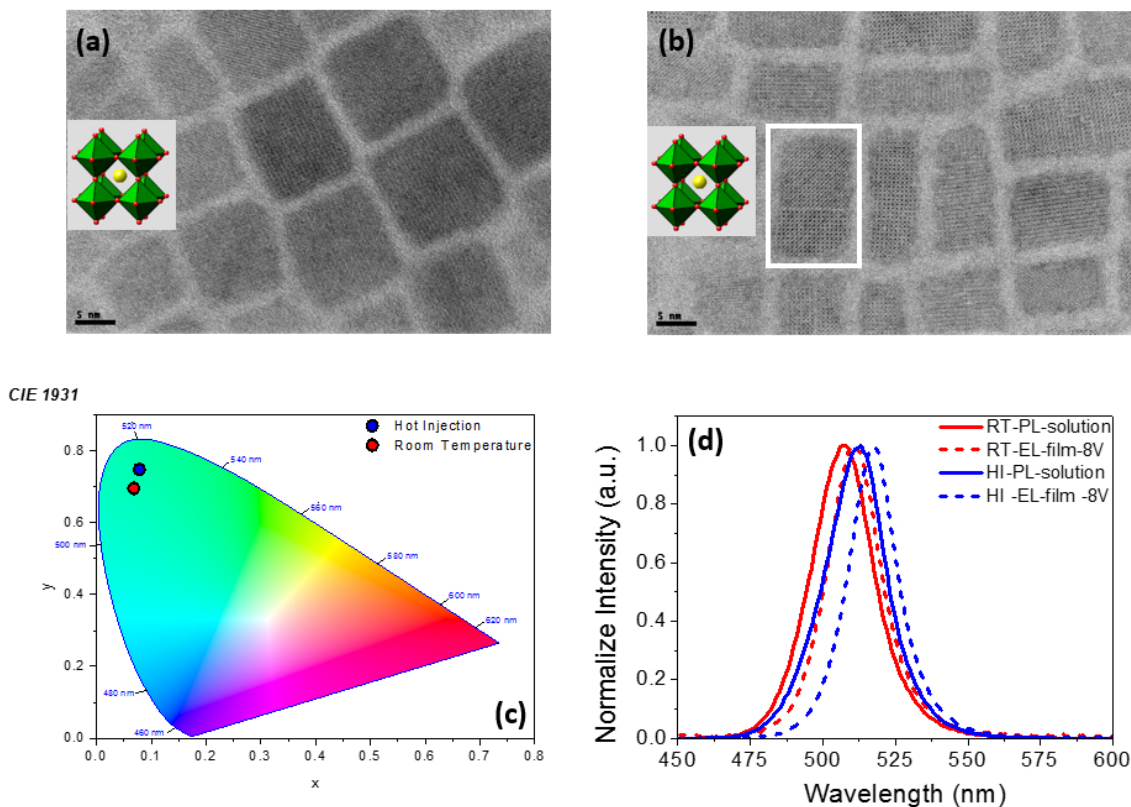 (a)
5 nm
(b)
5 nm
CIE 1931
Hot Injection
Room Temperature
520 nm
540 nm
560 nm
580 nm
600 nm
620 nm
500 nm
480 nm
460 nm
0.8
0.6
0.4
0.2
0.0
y
0.0 0.1 0.2 0.3 0.4 0.5 0.6 0.7 0.8
x
(c)
(d)
RT-PL-solution
RT-EL-film-8V
HI-PL-solution
HI -EL-film -8V
Normalize Intensity (a.u.)
1.0
0.8
0.6
0.4
0.2
0.0
450 475 500 525 550 575 600
Wavelength (nm)